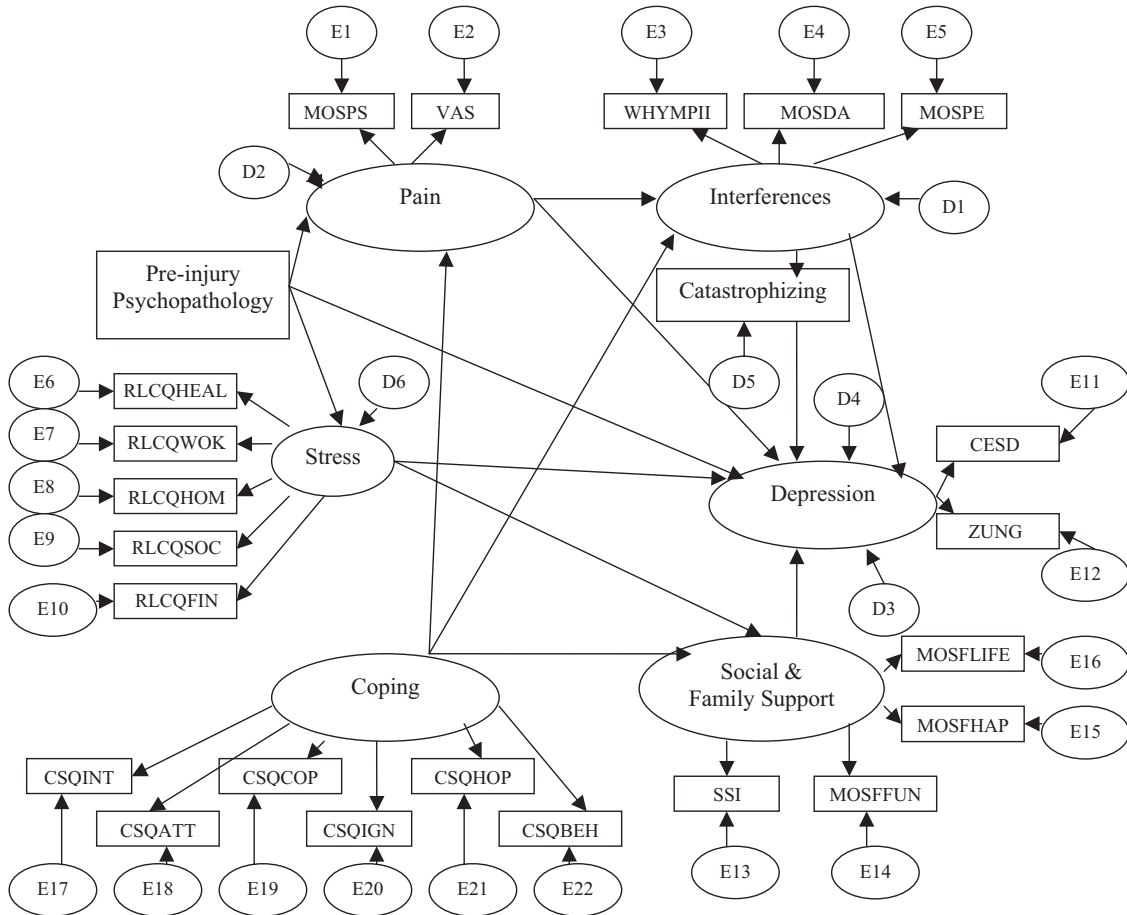 E1
E2
E3
E4
E5
MOSPS
VAS
WHYMPII
MOSDA
MOSPE
D2
Pain
Interferences
D1
Pre-injury
Psychopathology
Catastrophizing
E6
RLCQHEAL
D6
D5
D4
E11
E7
RLCQWOK
Stress
CESD
E8
RLCQHOM
Depression
E9
RLCQSOC
ZUNG
E12
E10
RLCQFIN
D3
Coping
Social &
Family Support
MOSFLIFE
E16
MOSFHAP
E15
CSQINT
CSQCOP
CSQHOP
SSI
MOSFFUN
CSQATT
CSQIGN
CSQBEH
E13
E14
E17
E18
E19
E20
E21
E22